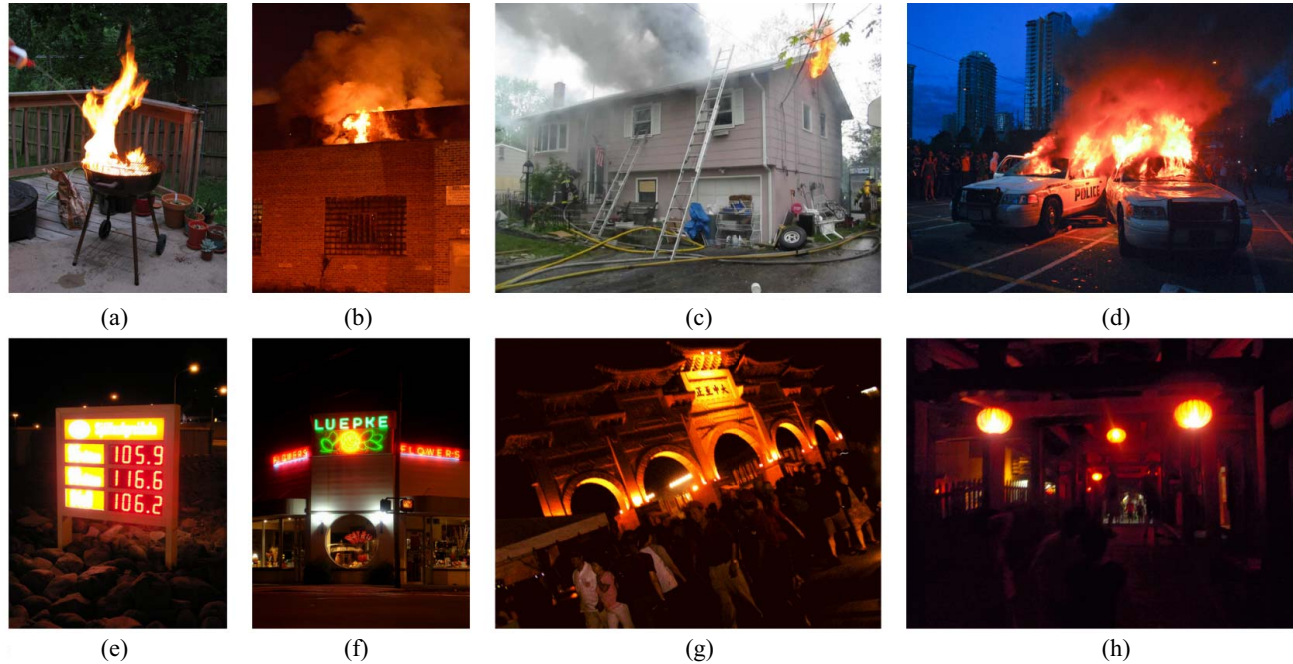 (a)
(b)
(c)
POLICE
(d)
105.9
116.6
106.2
(e)
LUEPKE
FLOWERS
FLOWERS
(f)
(g)
(h)